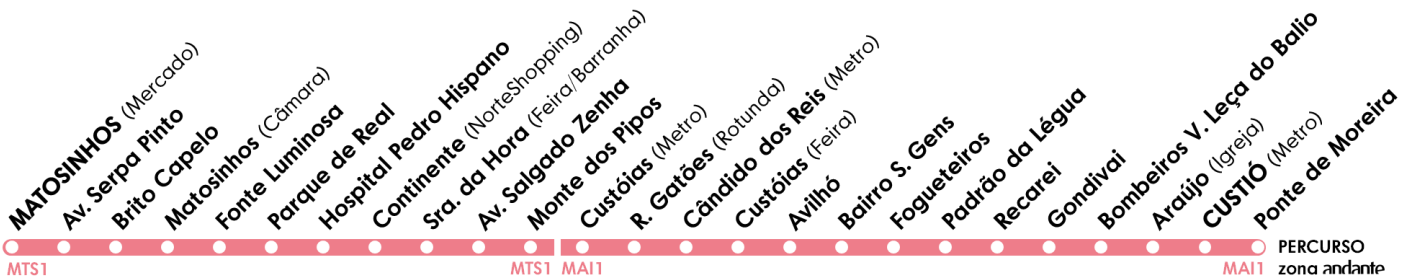 MATOSINHOS (Mercado)
Av. Serpa Pinto
Brito Capelo
Matosinhos (Câmara)
Fonte Luminosa
Parque de Real
Hospital Pedro Hispano
Continente (NorteShopping)
Sra. da Hora (Feira/Barranha)
Av. Salgado Zenha
Monte dos Pipos
Custóias (Metro)
R. Gatões (Rotunda)
Cândido dos Reis (Metro)
Custóias (Feira)
Avilhó
Bairro S. Gens
Fogueteiros
Padrão da Légua
Recarei
Gondivai
Bombeiros V. Leça do Balio
Araújo (Igreja)
CUSTIÓ (Metro)
Ponte de Moreira
PERCURSO
MTS1 MTS1 MAI1 MAI1 zona andante